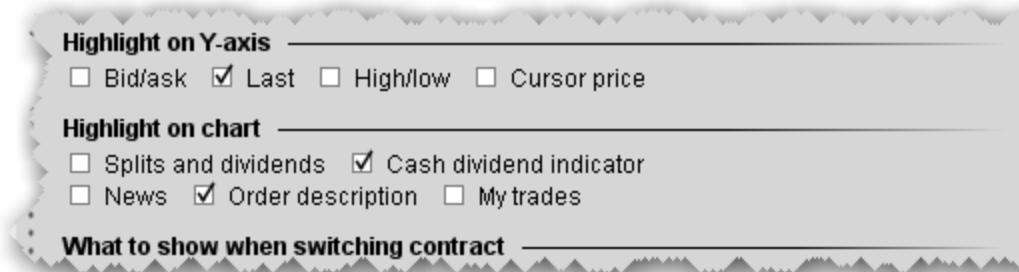 Highlight on Y-axis
Bid/ask Last High/low Cursor price
Highlight on chart
Splits and dividends Cash dividend indicator
News Order description My trades
What to show when switching contract